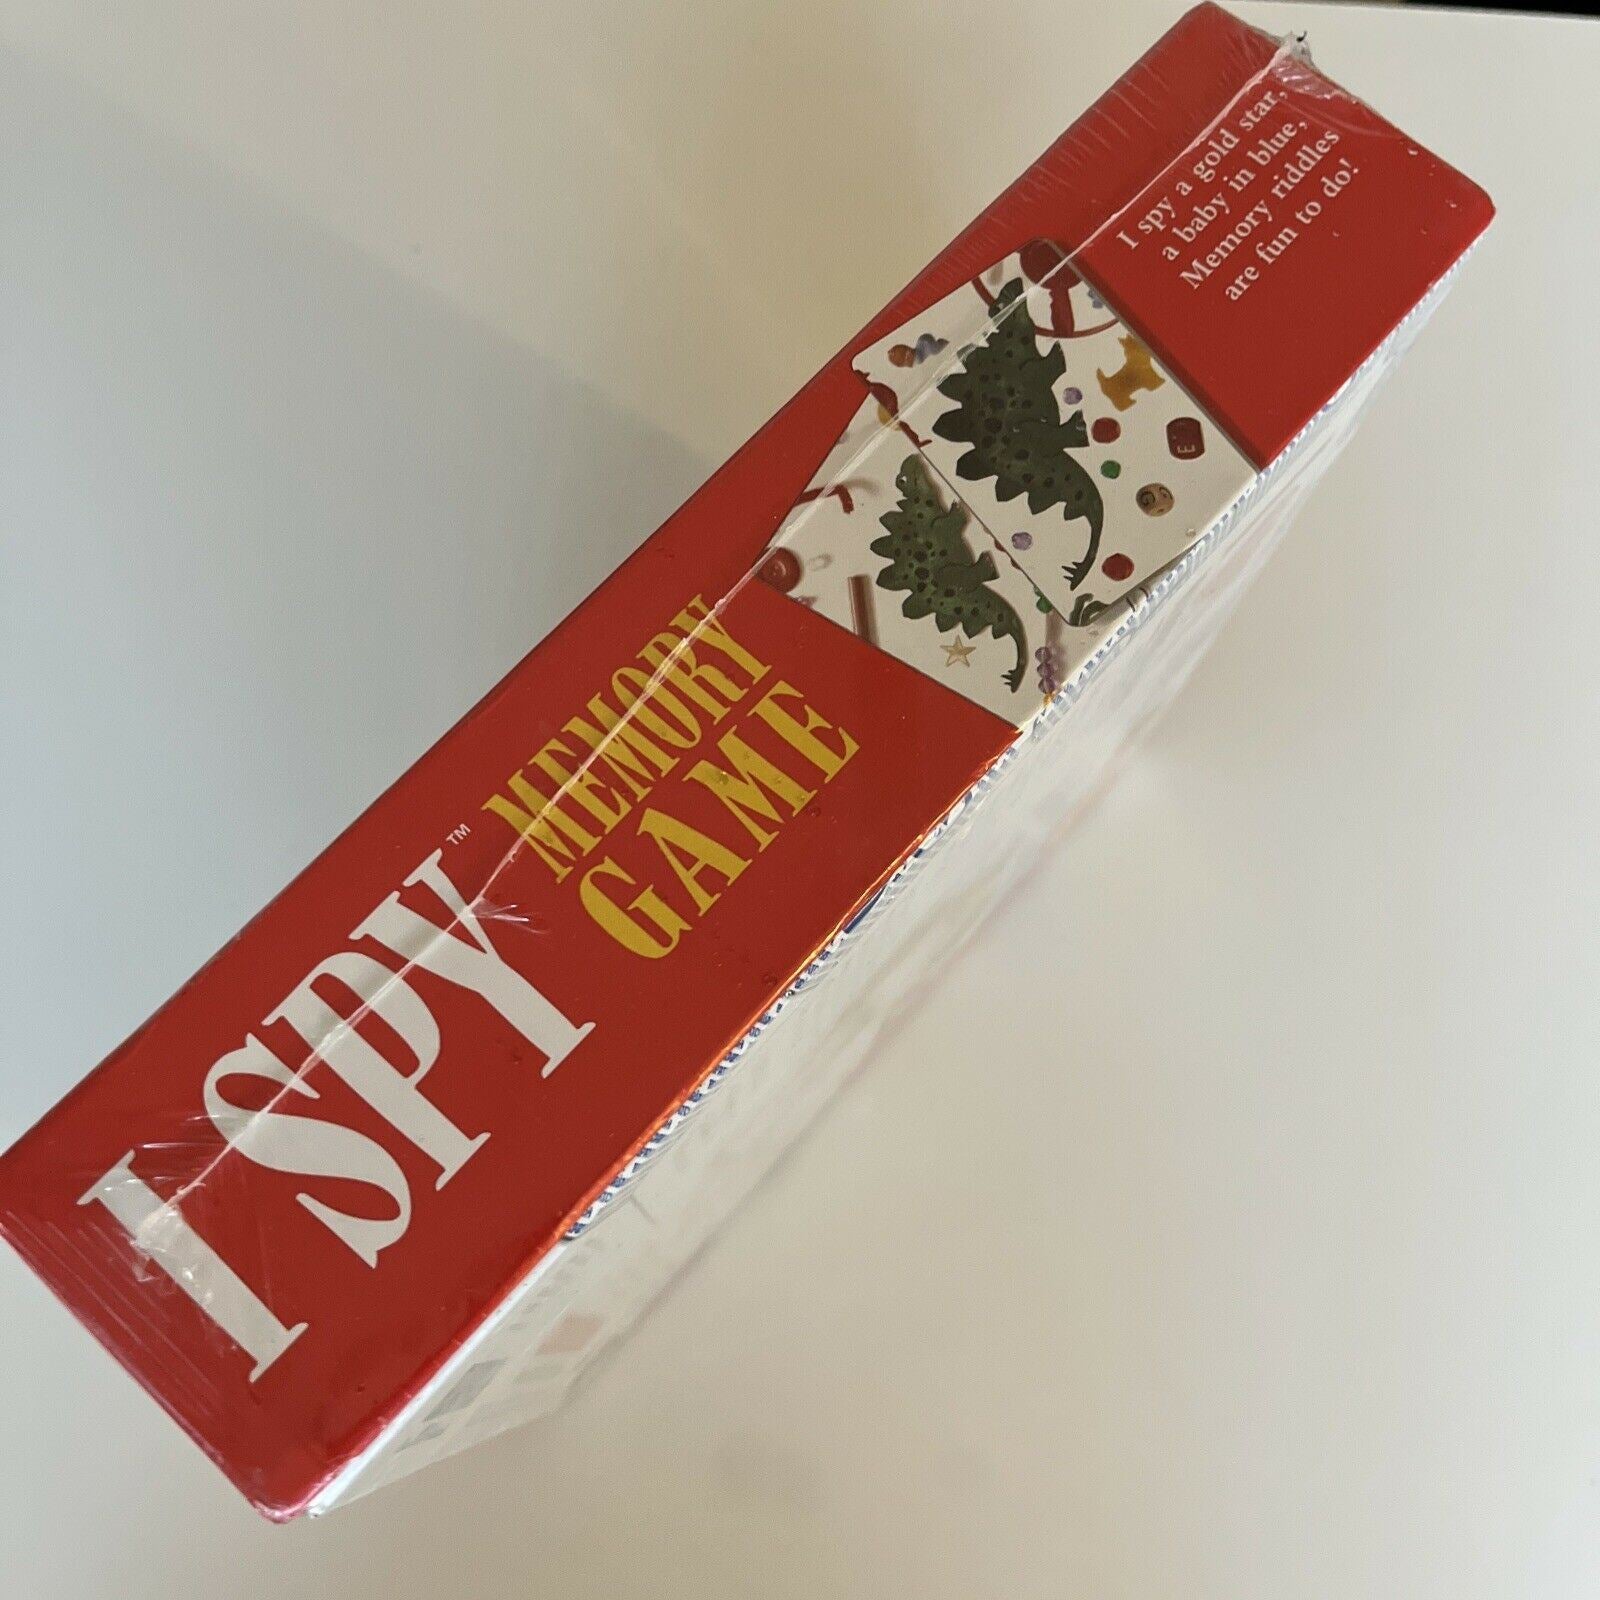 I SPY™
MEMORY
GAME
I spy a gold star,
a baby in blue,
Memory riddles
are fun to do!
E